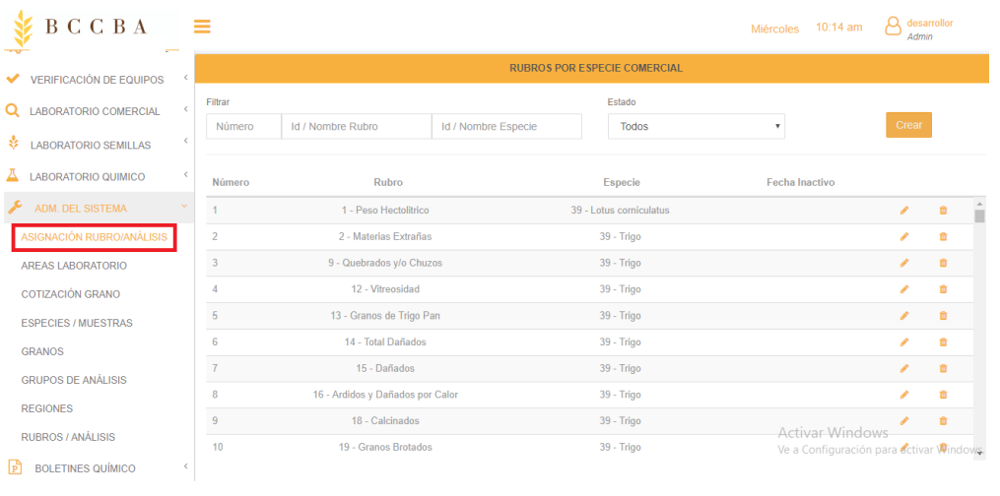 BCCBA
Miércoles 10:14 am desarrollor
Admin
VERIFICACIÓN DE EQUIPOS
LABORATORIO COMERCIAL
LABORATORIO SEMILLAS
LABORATORIO QUIMICO
ADM. DEL SISTEMA
ASIGNACIÓN RUBRO/ANÁLISIS
AREAS LABORATORIO
COTIZACIÓN GRANO
ESPECIES / MUESTRAS
GRANOS
GRUPOS DE ANÁLISIS
REGIONES
RUBROS / ANÁLISIS
BOLETINES QUÍMICO
RUBROS POR ESPECIE COMERCIAL
Filtrar Estado
Número Id / Nombre Rubro Id / Nombre Especie Todos Crear
Número Rubro Especie Fecha Inactivo
1 1 - Peso Hectolítrico 39 - Lotus corniculatus
2 2 - Materias Extrañas 39 - Trigo
3 9 - Quebrados y/o Chuzos 39 - Trigo
4 12 - Vitreosidad 39 - Trigo
5 13 - Granos de Trigo Pan 39 - Trigo
6 14 - Total Dañados 39 - Trigo
7 15 - Dañados 39 - Trigo
8 16 - Ardidos y Dañados por Calor 39 - Trigo
9 18 - Calcinados 39 - Trigo
10 19 - Granos Brotados 39 - Trigo
Activar Windows
Ve a Configuración para activar Windows.